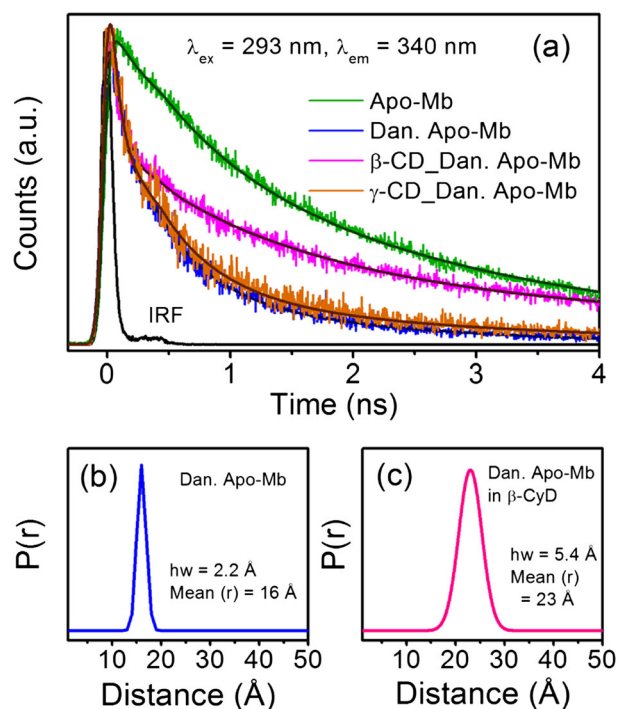 λex = 293 nm, λem = 340 nm
(a)
Apo-Mb
Dan. Apo-Mb
β-CD_Dan. Apo-Mb
γ-CD_Dan. Apo-Mb
Counts (a.u.)
IRF
0 1 2 3 4
Time (ns)
(b)
Dan. Apo-Mb
hw = 2.2 Å
Mean (r) = 16 Å
P(r)
10 20 30 40 50
Distance (Å)
(c)
Dan. Apo-Mb
in β-CyD
hw = 5.4 Å
Mean (r)
= 23 Å
P(r)
10 20 30 40 50
Distance (Å)